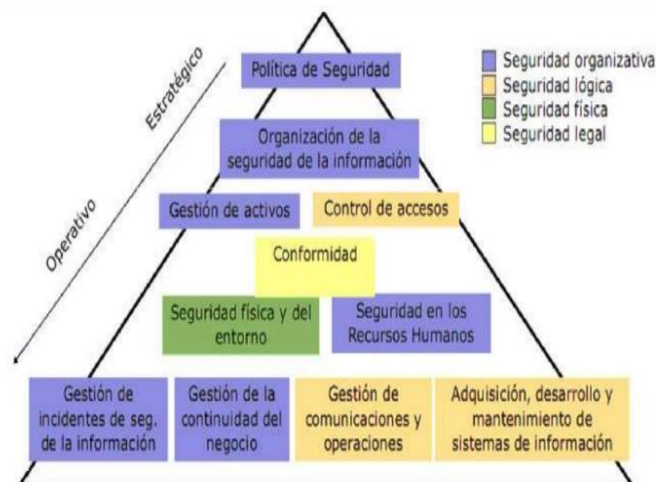 Política de Seguridad
Organización de la
seguridad de la información
Gestión de activos
Control de accesos
Conformidad
Seguridad física y del
entorno
Seguridad en los
Recursos Humanos
Gestión de
incidentes de seg.
de la información
Gestión de la
continuidad del
negocio
Gestión de
comunicaciones y
operaciones
Adquisición, desarrollo y
mantenimiento de
sistemas de información
Estratégico
Operativo
Seguridad organizativa
Seguridad lógica
Seguridad física
Seguridad legal